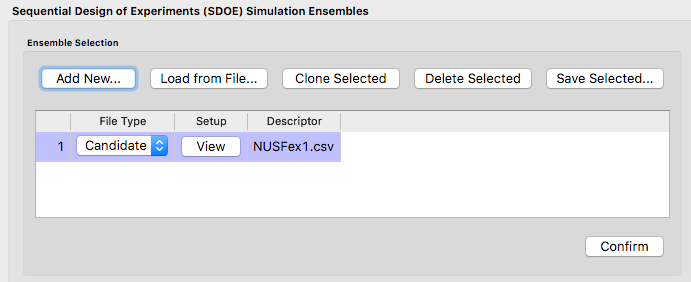 Sequential Design of Experiments (SDOE) Simulation Ensembles
Ensemble Selection
Add New... Load from File... Clone Selected Delete Selected Save Selected...
File Type Setup Descriptor
1 Candidate View NUSFex1.csv
Confirm